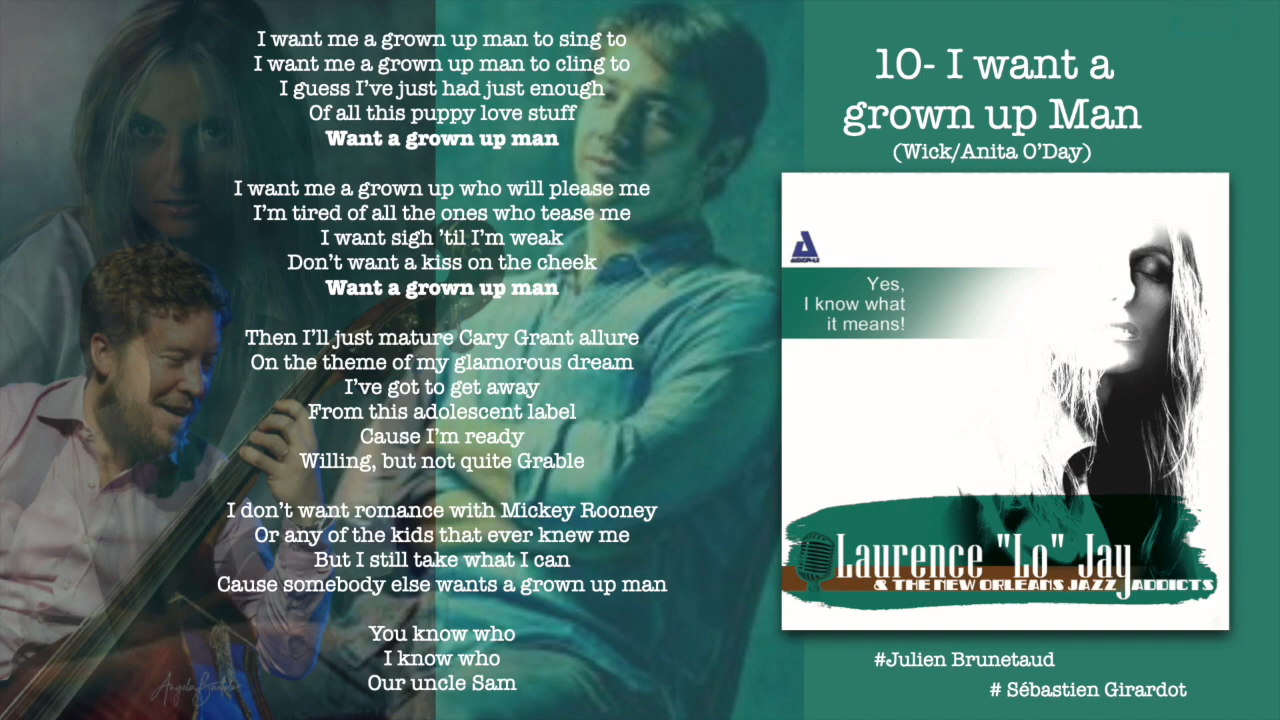 I want me a grown up man to sing to
I want me a grown up man to cling to
I guess I've just had just enough
Of all this puppy love stuff
Want a grown up man
I want me a grown up who will please me
I'm tired of all the ones who tease me
I want sigh 'til I'm weak
Don't want a kiss on the cheek
Want a grown up man
Then I'll just mature Cary Grant allure
On the theme of my glamorous dream
I've got to get away
From this adolescent label
Cause I'm ready
Willing, but not quite Grable
I don't want romance with Mickey Rooney
Or any of the kids that ever knew me
But I still take what I can
Cause somebody else wants a grown up man
You know who
I know who
Our uncle Sam
10- I want a
grown up Man
(Wick/Anita O'Day)
Yes,
I know what
it means!
Laurence "Lo" Jay
& THE NEW ORLEANS JAZZ ADDICTS
#Julien Brunetaud
# Sébastien Girardot